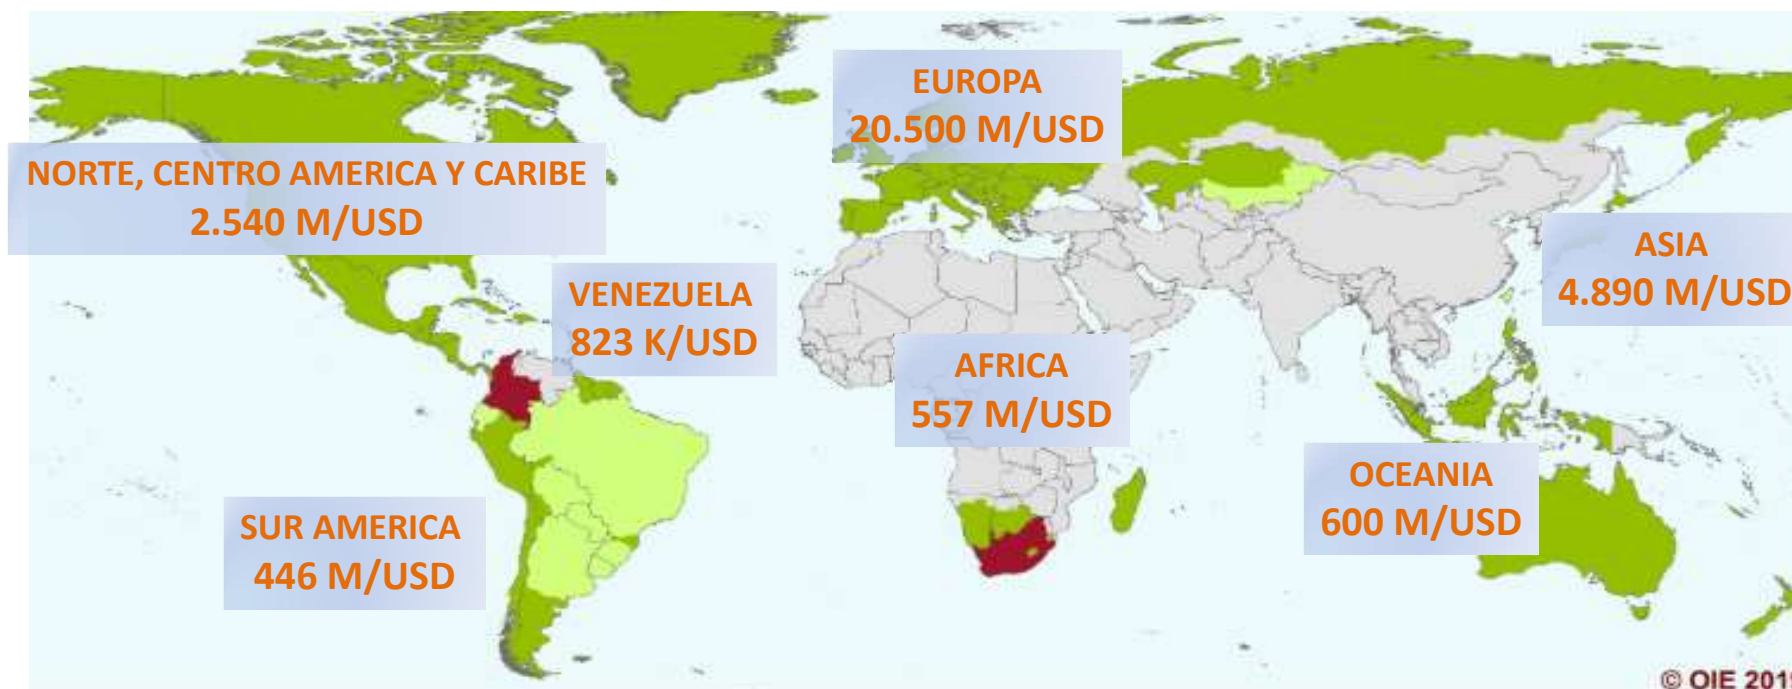 EUROPA
20.500 M/USD
NORTE, CENTRO AMERICA Y CARIBE
2.540 M/USD
ASIA
4.890 M/USD
VENEZUELA
823 K/USD
AFRICA
557 M/USD
OCEANIA
600 M/USD
SUR AMERICA
446 M/USD
© OIE